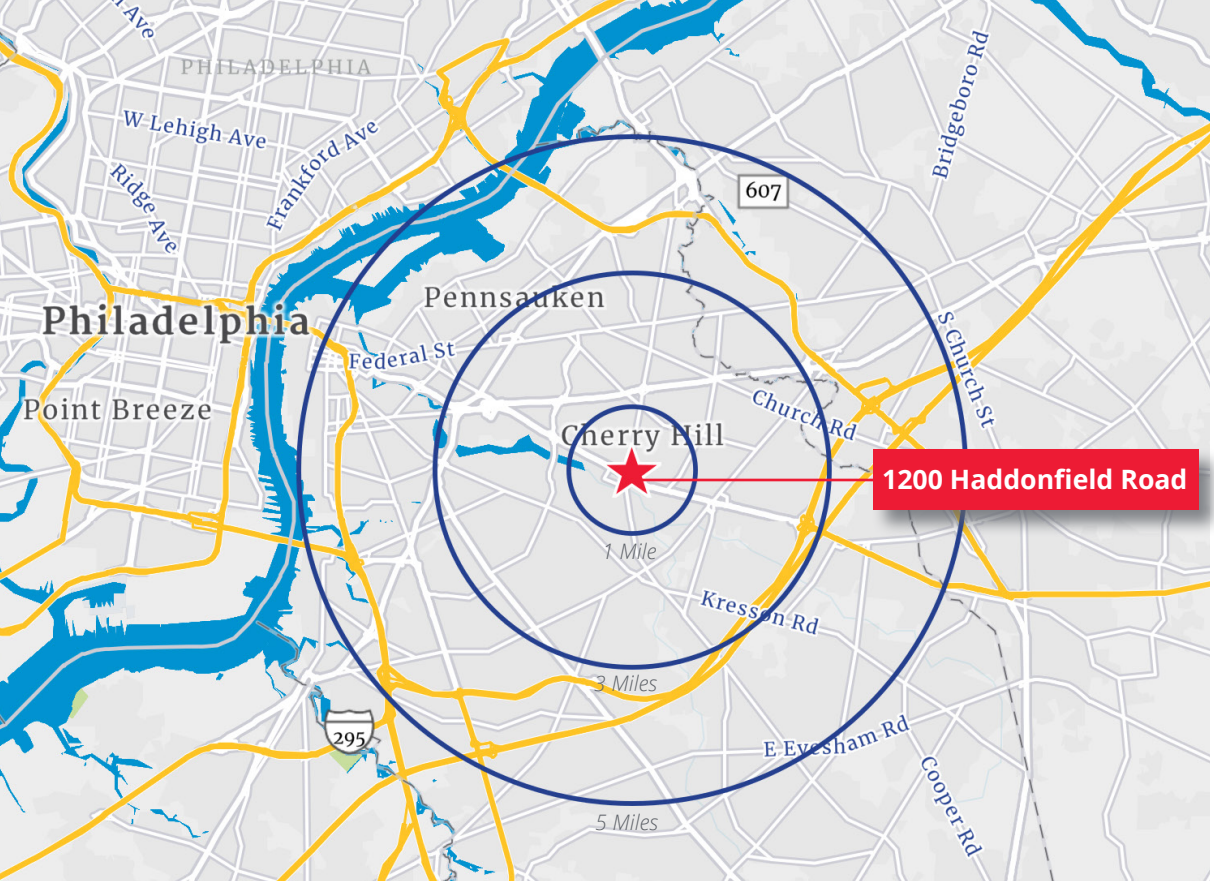 PHILADELPHIA
W Lehigh Ave
Frankford Ave
Ridge Ave
Bridgeboro Rd
607
Pennsauken
Philadelphia
Federal St
S Church St
Point Breeze
Church Rd
Cherry Hill
1200 Haddonfield Road
1 Mile
Kresson Rd
3 Miles
295
E Evesham Rd
Cooper Rd
5 Miles